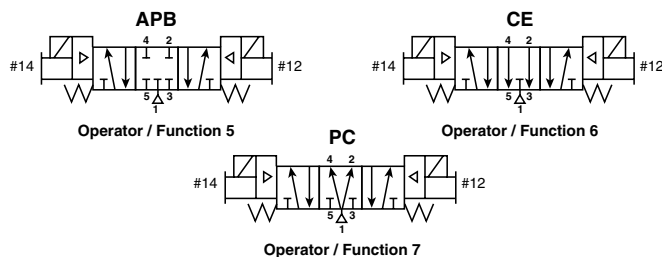 APB
4 2
#14 #12
5 3
1
Operator / Function 5
CE
4 2
#14 #12
5 3
1
Operator / Function 6
PC
4 2
#14 #12
5 3
1
Operator / Function 7